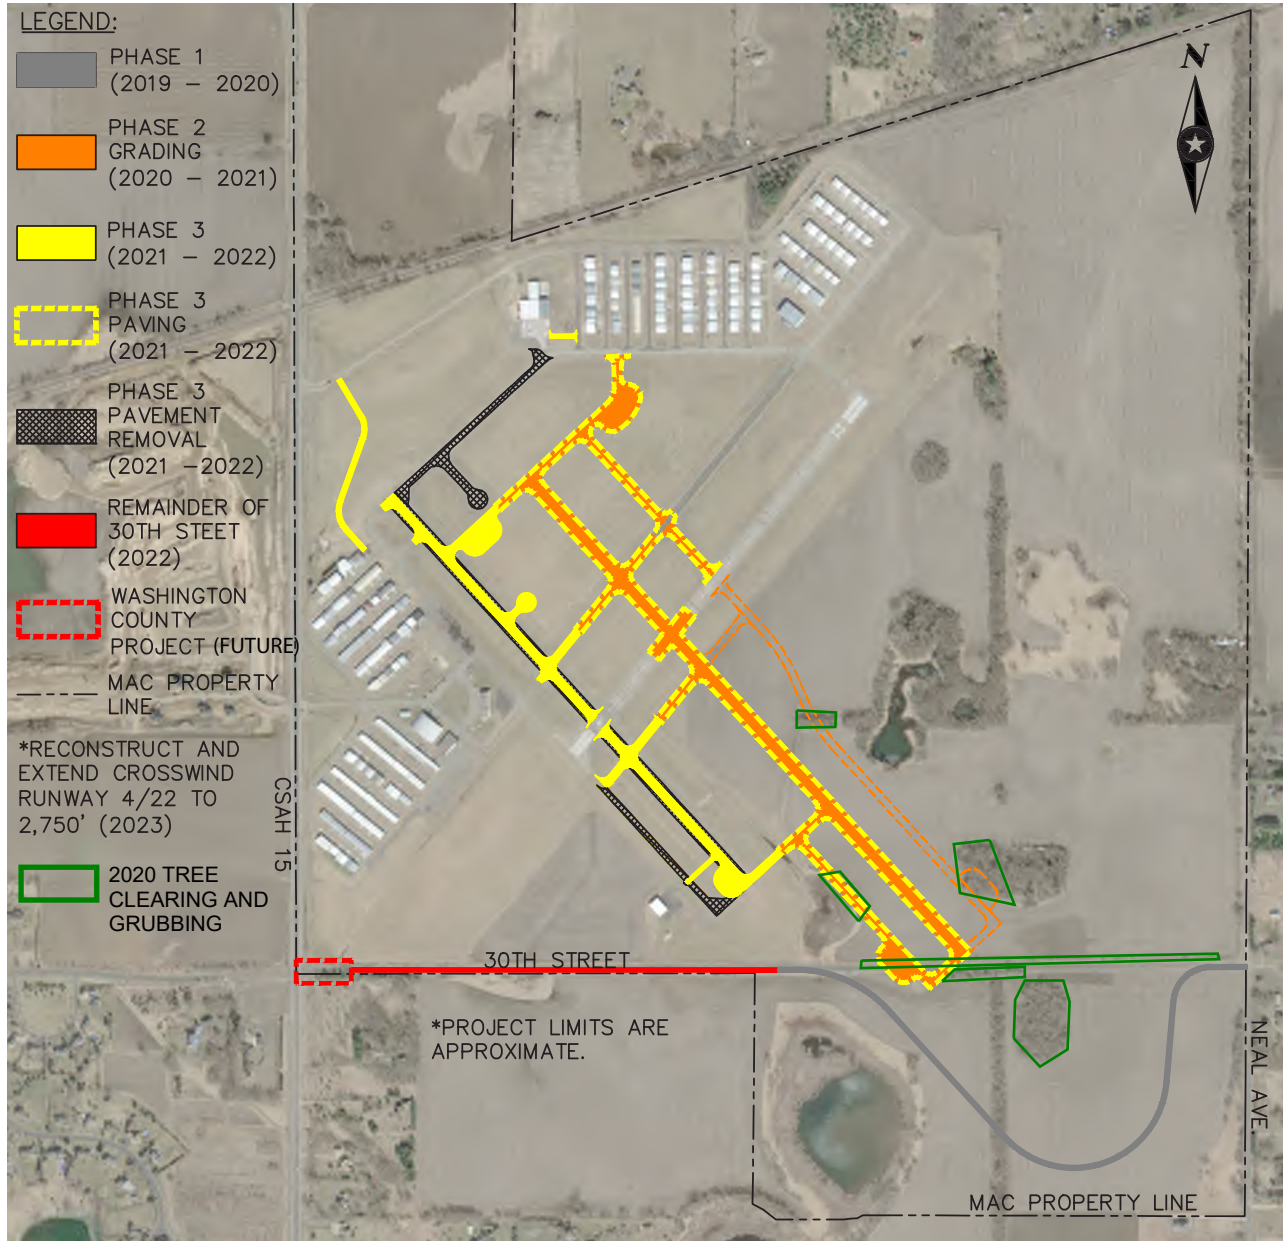 LEGEND:
PHASE 1
(2019 – 2020)
PHASE 2
GRADING
(2020 – 2021)
PHASE 3
(2021 – 2022)
PHASE 3
PAVING
(2021 – 2022)
PHASE 3
PAVEMENT
REMOVAL
(2021 –2022)
REMAINDER OF
30TH STEET
(2022)
WASHINGTON
COUNTY
PROJECT (FUTURE)
MAC PROPERTY
LINE
*RECONSTRUCT AND
EXTEND CROSSWIND
RUNWAY 4/22 TO
2,750' (2023)
2020 TREE
CLEARING AND
GRUBBING
N
CSAH 15
30TH STREET
*PROJECT LIMITS ARE
APPROXIMATE.
NEAL AVE.
MAC PROPERTY LINE